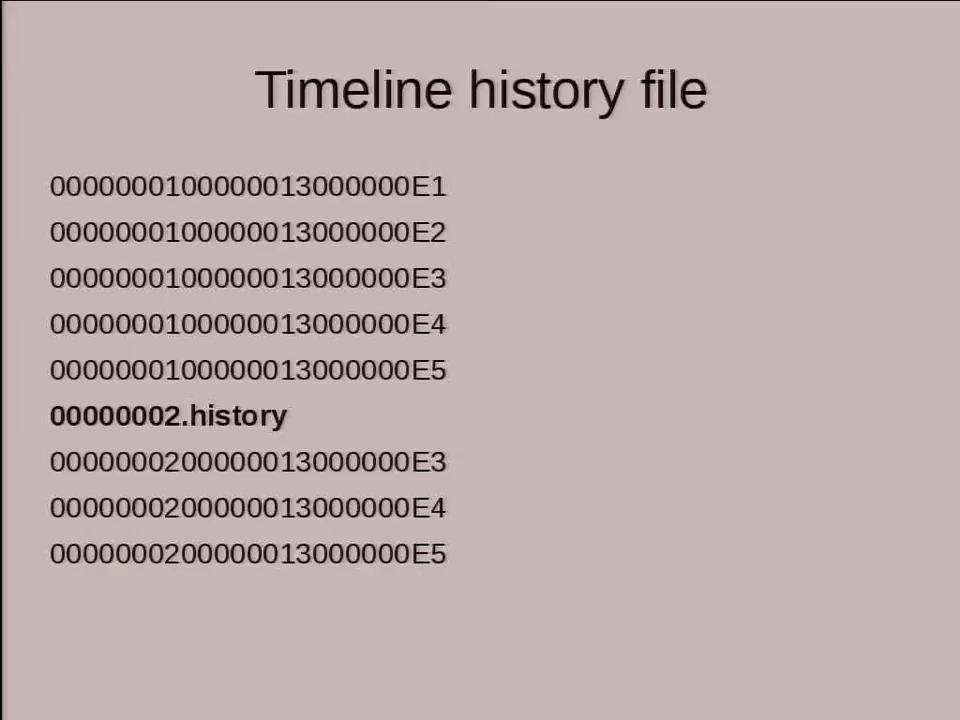 Timeline history file
0000000100000013000000E1
0000000100000013000000E2
0000000100000013000000E3
0000000100000013000000E4
0000000100000013000000E5
00000002.history
0000000200000013000000E3
0000000200000013000000E4
0000000200000013000000E5